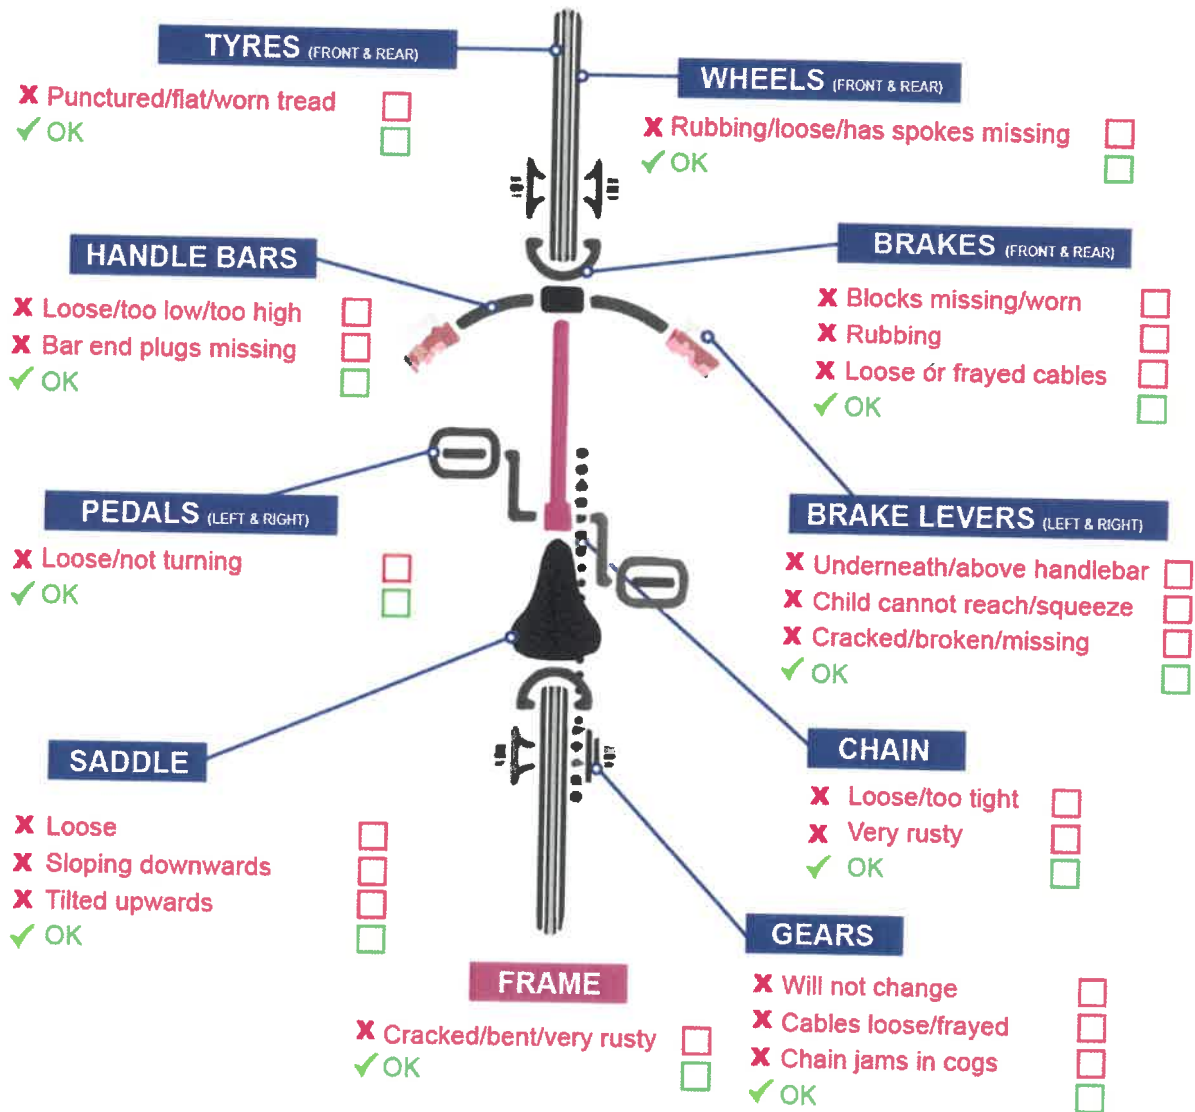 TYRES (FRONT & REAR)
X Punctured/flat/worn tread
✓ OK
WHEELS (FRONT & REAR)
X Rubbing/loose/has spokes missing
✓ OK
HANDLE BARS
X Loose/too low/too high
X Bar end plugs missing
✓ OK
BRAKES (FRONT & REAR)
X Blocks missing/worn
X Rubbing
X Loose ór frayed cables
✓ OK
PEDALS (LEFT & RIGHT)
X Loose/not turning
✓ OK
BRAKE LEVERS (LEFT & RIGHT)
X Underneath/above handlebar
X Child cannot reach/squeeze
X Cracked/broken/missing
✓ OK
SADDLE
X Loose
X Sloping downwards
X Tilted upwards
✓ OK
CHAIN
X Loose/too tight
X Very rusty
✓ OK
FRAME
X Cracked/bent/very rusty
✓ OK
GEARS
X Will not change
X Cables loose/frayed
X Chain jams in cogs
✓ OK